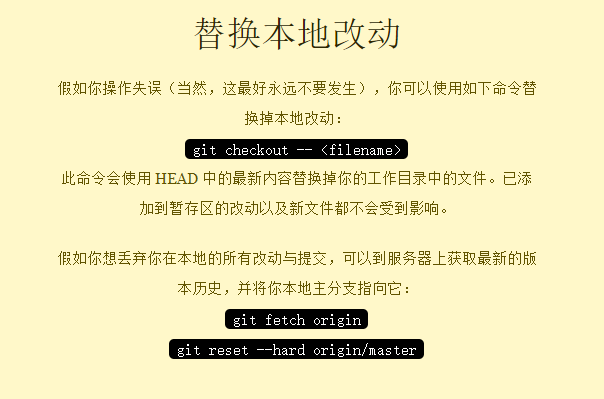 替换本地改动
假如你操作失误（当然，这最好永远不要发生），你可以使用如下命令替
换掉本地改动：
git checkout -- <filename>
此命令会使用 HEAD 中的最新内容替换掉你的工作目录中的文件。已添
加到暂存区的改动以及新文件都不会受到影响。
假如你想丢弃你在本地的所有改动与提交，可以到服务器上获取最新的版
本历史，并将你本地主分支指向它：
git fetch origin
git reset --hard origin/master